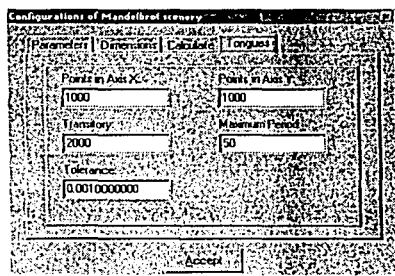 Configurations of Mandelbrot scenery
Parameters Dimensions Calculate Tongues
Points in Axis X: Points in Axis Y:
1000 1000
Transitory: Maximum Period:
2000 50
Tolerance:
0.0010000000
Accept